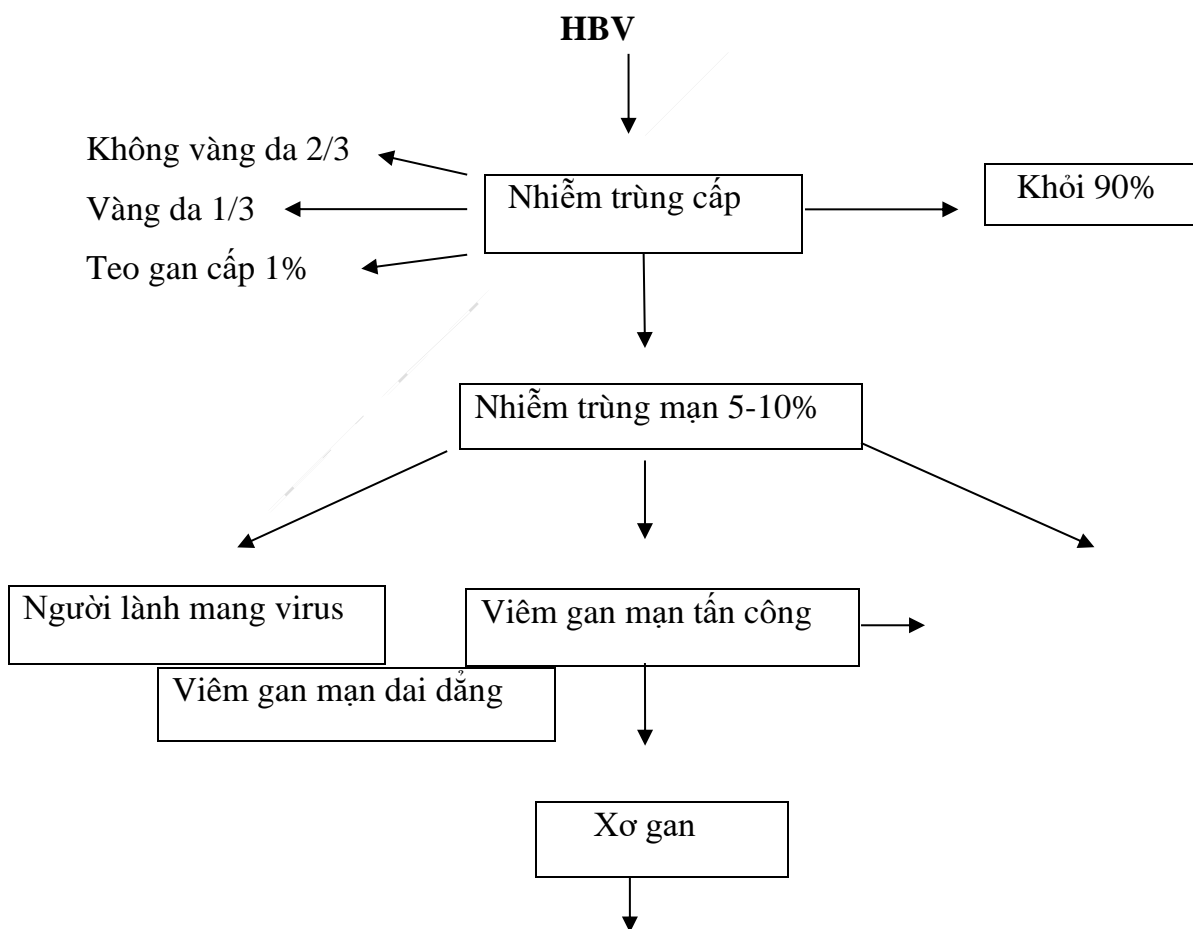 HBV
Không vàng da 2/3
Vàng da 1/3
Teo gan cấp 1%
Nhiễm trùng cấp
Khỏi 90%
Nhiễm trùng mạn 5-10%
Người lành mang virus
Viêm gan mạn tấn công
Viêm gan mạn dai dẳng
Xơ gan